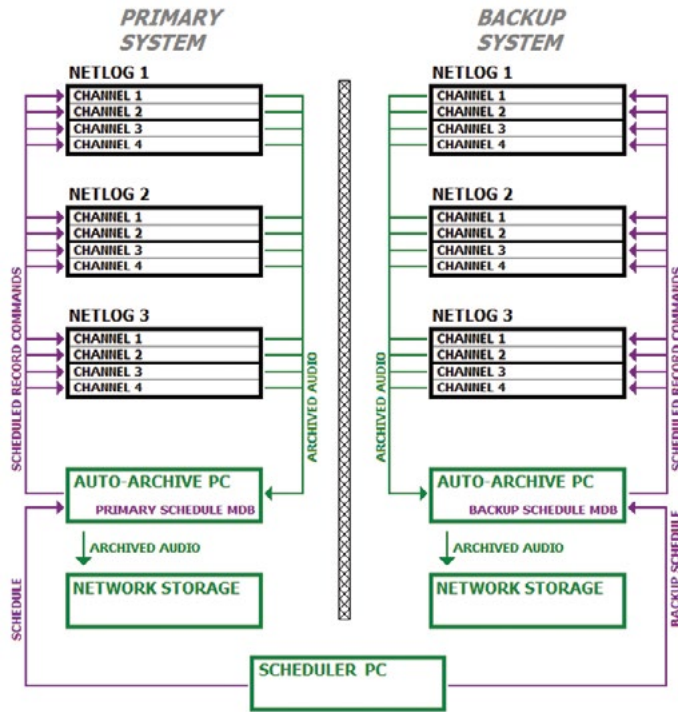 PRIMARY
SYSTEM
NETLOG 1
CHANNEL 1
CHANNEL 2
CHANNEL 3
CHANNEL 4
NETLOG 2
CHANNEL 1
CHANNEL 2
CHANNEL 3
CHANNEL 4
NETLOG 3
CHANNEL 1
CHANNEL 2
CHANNEL 3
CHANNEL 4
SCHEDULED RECORD COMMANDS
ARCHIVED AUDIO
AUTO-ARCHIVE PC
PRIMARY SCHEDULE MDB
ARCHIVED AUDIO
NETWORK STORAGE
SCHEDULE
BACKUP
SYSTEM
NETLOG 1
CHANNEL 1
CHANNEL 2
CHANNEL 3
CHANNEL 4
NETLOG 2
CHANNEL 1
CHANNEL 2
CHANNEL 3
CHANNEL 4
NETLOG 3
CHANNEL 1
CHANNEL 2
CHANNEL 3
CHANNEL 4
ARCHIVED AUDIO
SCHEDULED RECORD COMMANDS
AUTO-ARCHIVE PC
BACKUP SCHEDULE MDB
ARCHIVED AUDIO
NETWORK STORAGE
BACKUP SCHEDULE
SCHEDULER PC